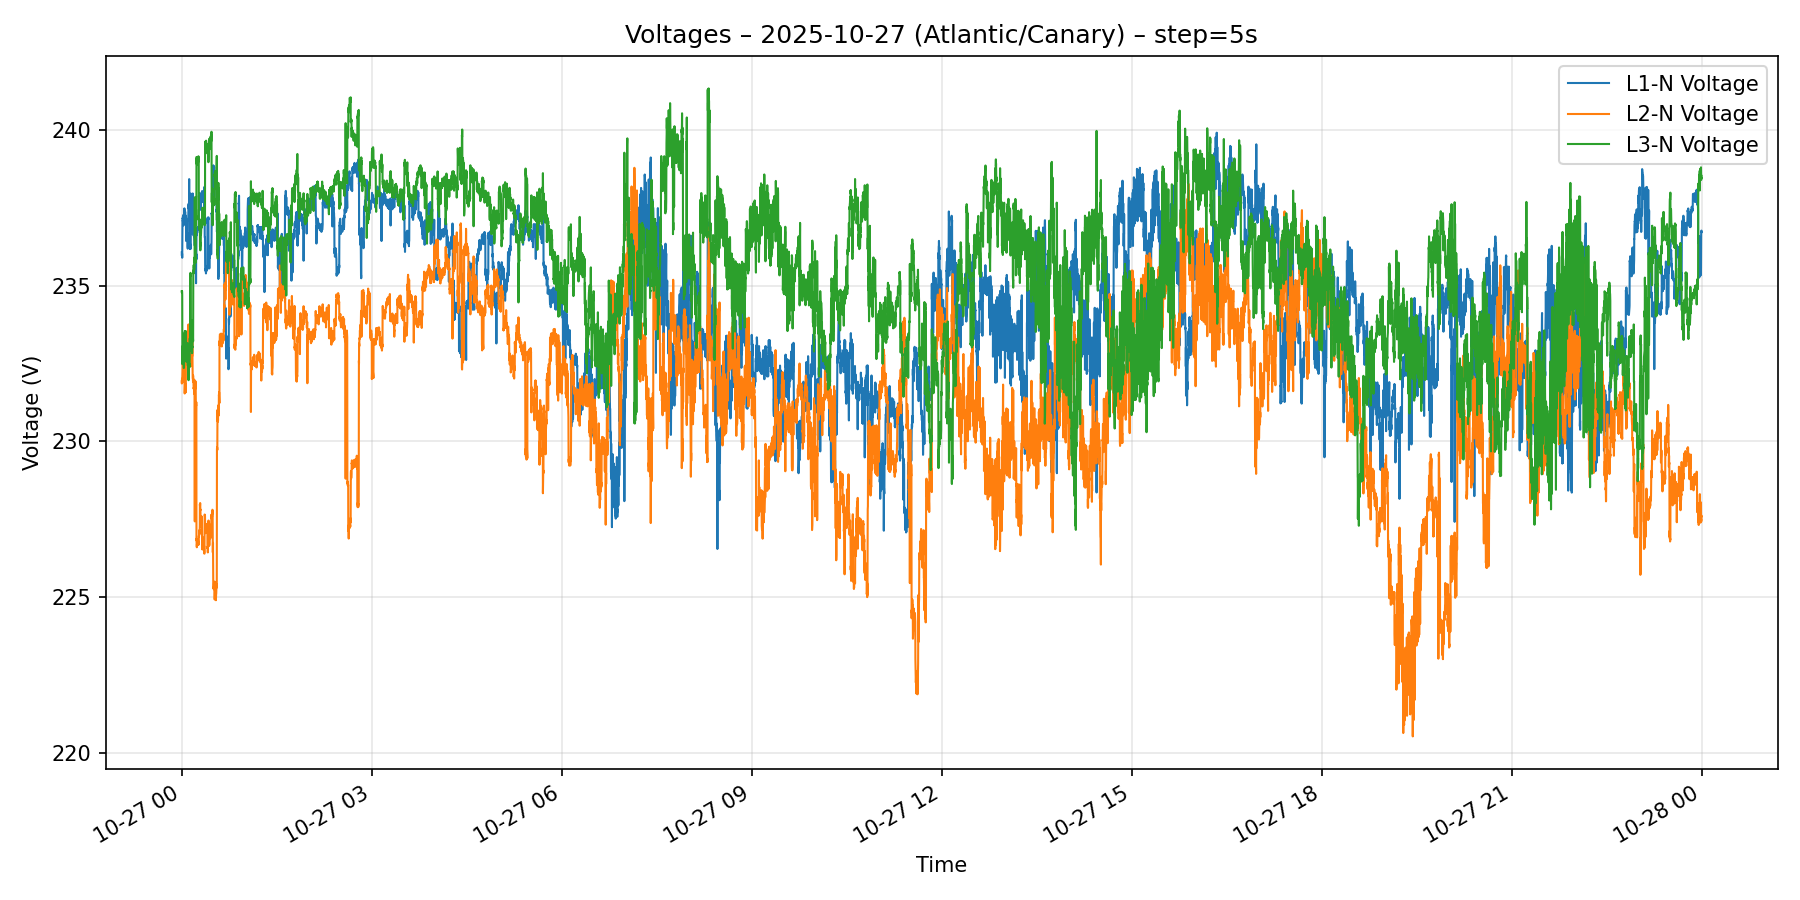 Voltages – 2025-10-27 (Atlantic/Canary) – step=5s
L1-N Voltage
L2-N Voltage
L3-N Voltage
Voltage (V)
240
235
230
225
220
10-27 00
10-27 03
10-27 06
10-27 09
10-27 12
10-27 15
10-27 18
10-27 21
10-28 00
Time